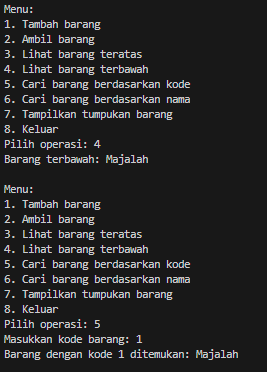 Menu:
1. Tambah barang
2. Ambil barang
3. Lihat barang teratas
4. Lihat barang terbawah
5. Cari barang berdasarkan kode
6. Cari barang berdasarkan nama
7. Tampilkan tumpukan barang
8. Keluar
Pilih operasi: 4
Barang terbawah: Majalah

Menu:
1. Tambah barang
2. Ambil barang
3. Lihat barang teratas
4. Lihat barang terbawah
5. Cari barang berdasarkan kode
6. Cari barang berdasarkan nama
7. Tampilkan tumpukan barang
8. Keluar
Pilih operasi: 5
Masukkan kode barang: 1
Barang dengan kode 1 ditemukan: Majalah